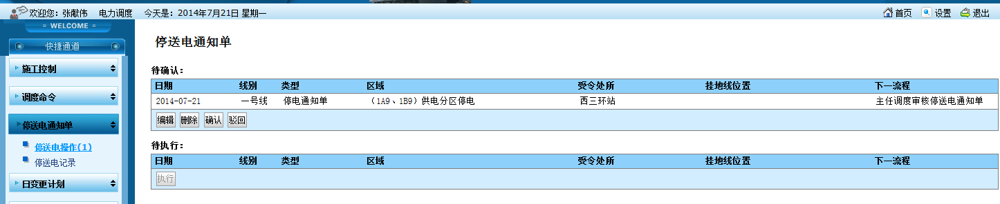 欢迎您：张献伟 电力调度 今天是：2014年7月21日 星期一 首页 设置 退出
= WELCOME =
快捷通道
施工控制
调度命令
停送电通知单
停送电操作(1)
停送电记录
日变更计划
停送电通知单
待确认：
日期 线别 类型 区域 受令处所 挂地线位置 下一流程
2014-07-21 一号线 停电通知单 （1A9、1B9）供电分区停电 西三环站 主任调度审核停送电通知单
编辑 删除 确认 驳回
待执行：
日期 线别 类型 区域 受令处所 挂地线位置 下一流程
执行